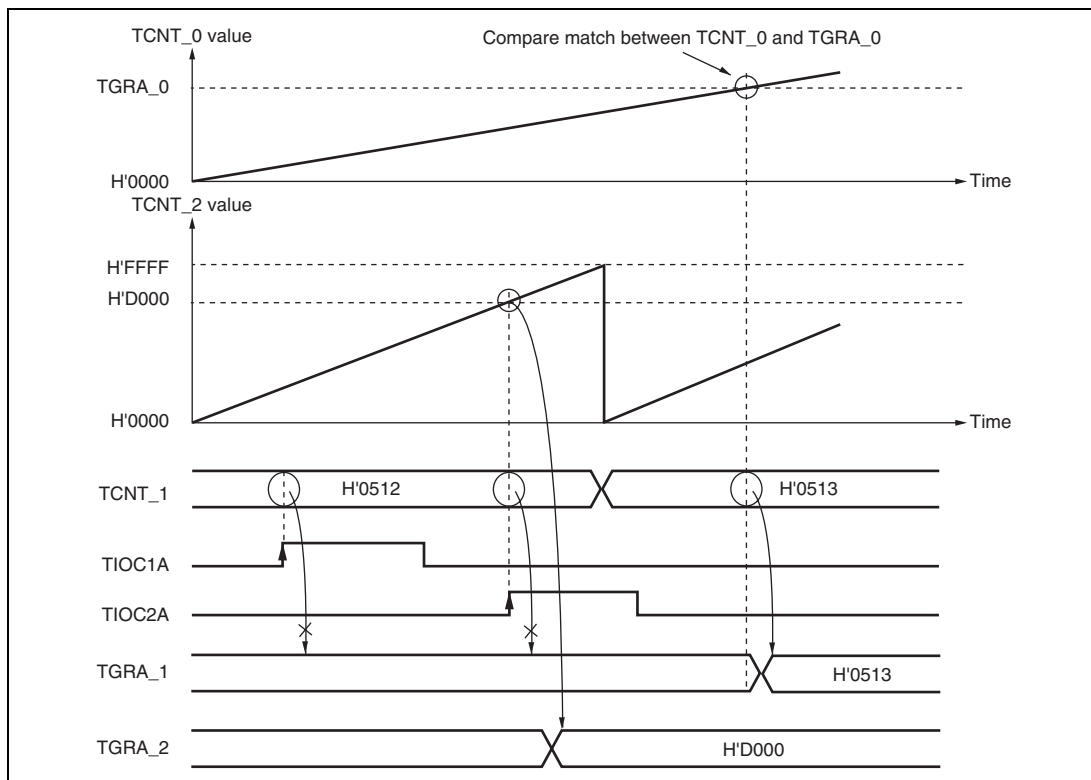 TCNT_0 value
Compare match between TCNT_0 and TGRA_0
TGRA_0
H'0000
Time
TCNT_2 value
H'FFFF
H'D000
H'0000
Time
TCNT_1
H'0512
H'0513
TIOC1A
TIOC2A
TGRA_1
H'0513
TGRA_2
H'D000